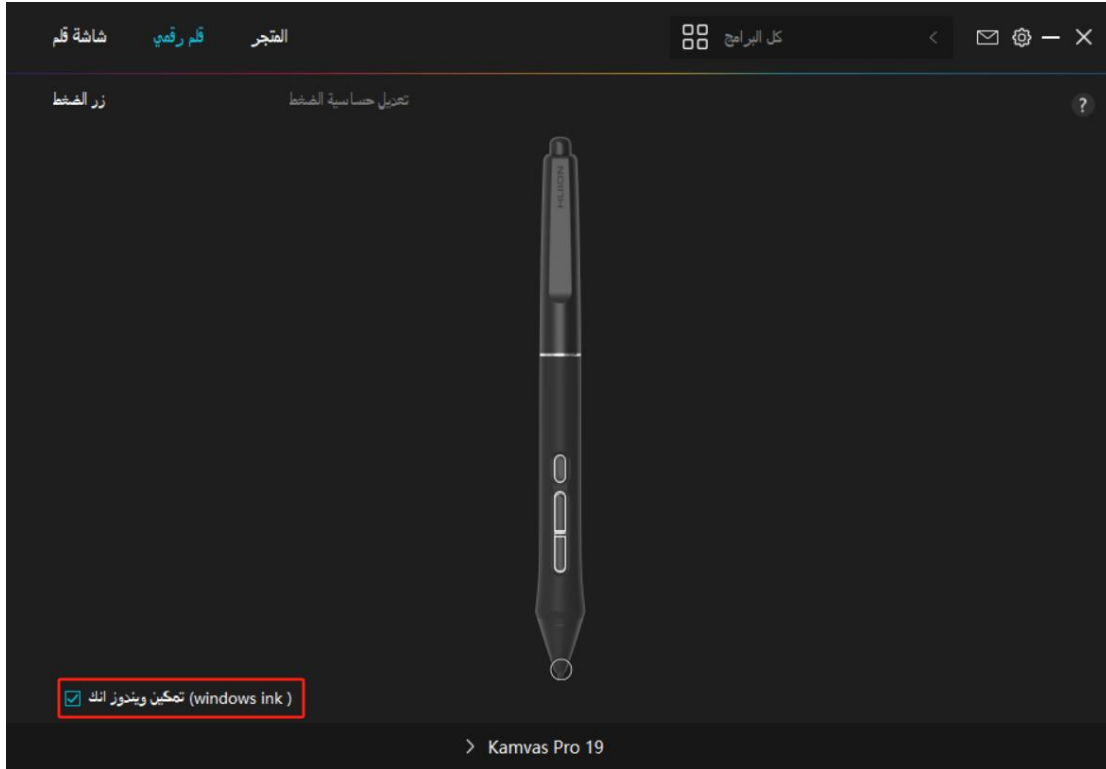 شاشة قلم
قلم رقمي
المتجر
كل البرامج
زر الضغط
تعديل حساسية الضغط
?
HUION
تمكين ويندوز انك (windows ink )
Kamvas Pro 19